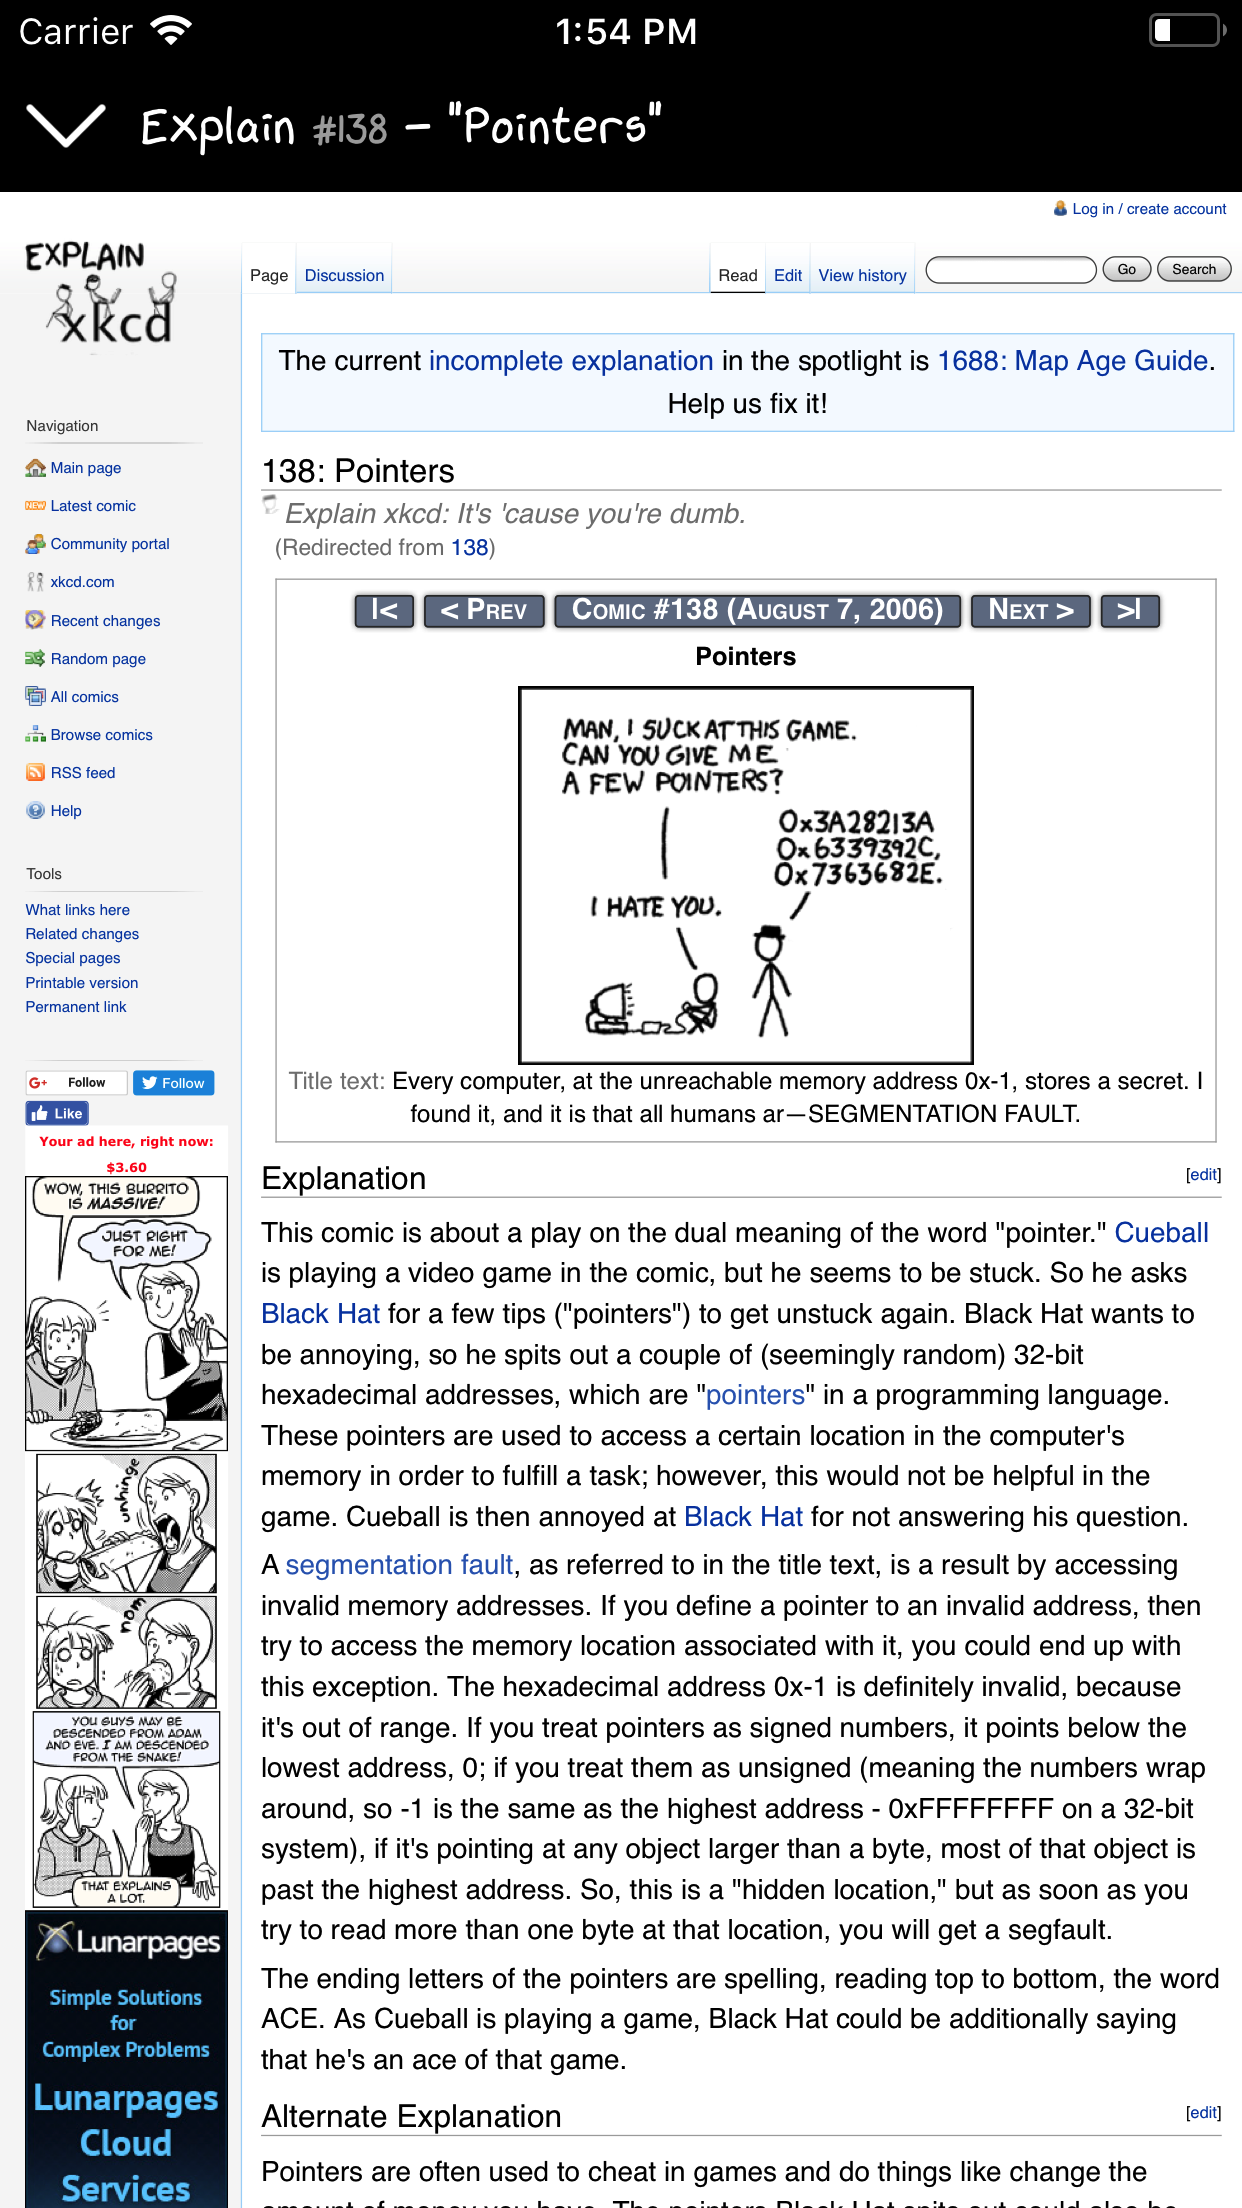 Carrier
1:54 PM
Explain #138 – "Pointers"
Log in / create account
EXPLAIN
xkcd
Page
Discussion
Read
Edit
View history
Go
Search
The current incomplete explanation in the spotlight is 1688: Map Age Guide.
Help us fix it!
Navigation
Main page
NEW Latest comic
Community portal
xkcd.com
Recent changes
Random page
All comics
Browse comics
RSS feed
Help
Tools
What links here
Related changes
Special pages
Printable version
Permanent link
G+ Follow
Follow
Like
Your ad here, right now:
$3.60
WOW, THIS BURRITO
IS MASSIVE!
JUST RIGHT
FOR ME!
unhinge
nom
YOU GUYS MAY BE
DESCENDED FROM ADAM
AND EVE. I AM DESCENDED
FROM THE SNAKE!
THAT EXPLAINS
A LOT.
Lunarpages
Simple Solutions
for
Complex Problems
Lunarpages
Cloud
Services
138: Pointers
Explain xkcd: It's 'cause you're dumb.
(Redirected from 138)
|<
< PREV
COMIC #138 (AUGUST 7, 2006)
NEXT >
>|
Pointers
MAN, I SUCK AT THIS GAME.
CAN YOU GIVE ME
A FEW POINTERS?
0x3A28213A
0x6339392C,
0x7363682E.
I HATE YOU.
Title text: Every computer, at the unreachable memory address 0x-1, stores a secret. I
found it, and it is that all humans ar—SEGMENTATION FAULT.
Explanation
[edit]
This comic is about a play on the dual meaning of the word "pointer." Cueball
is playing a video game in the comic, but he seems to be stuck. So he asks
Black Hat for a few tips ("pointers") to get unstuck again. Black Hat wants to
be annoying, so he spits out a couple of (seemingly random) 32-bit
hexadecimal addresses, which are "pointers" in a programming language.
These pointers are used to access a certain location in the computer's
memory in order to fulfill a task; however, this would not be helpful in the
game. Cueball is then annoyed at Black Hat for not answering his question.
A segmentation fault, as referred to in the title text, is a result by accessing
invalid memory addresses. If you define a pointer to an invalid address, then
try to access the memory location associated with it, you could end up with
this exception. The hexadecimal address 0x-1 is definitely invalid, because
it's out of range. If you treat pointers as signed numbers, it points below the
lowest address, 0; if you treat them as unsigned (meaning the numbers wrap
around, so -1 is the same as the highest address - 0xFFFFFFFF on a 32-bit
system), if it's pointing at any object larger than a byte, most of that object is
past the highest address. So, this is a "hidden location," but as soon as you
try to read more than one byte at that location, you will get a segfault.
The ending letters of the pointers are spelling, reading top to bottom, the word
ACE. As Cueball is playing a game, Black Hat could be additionally saying
that he's an ace of that game.
Alternate Explanation
[edit]
Pointers are often used to cheat in games and do things like change the
amount of money you have. The pointers Black Hat spits out could also be